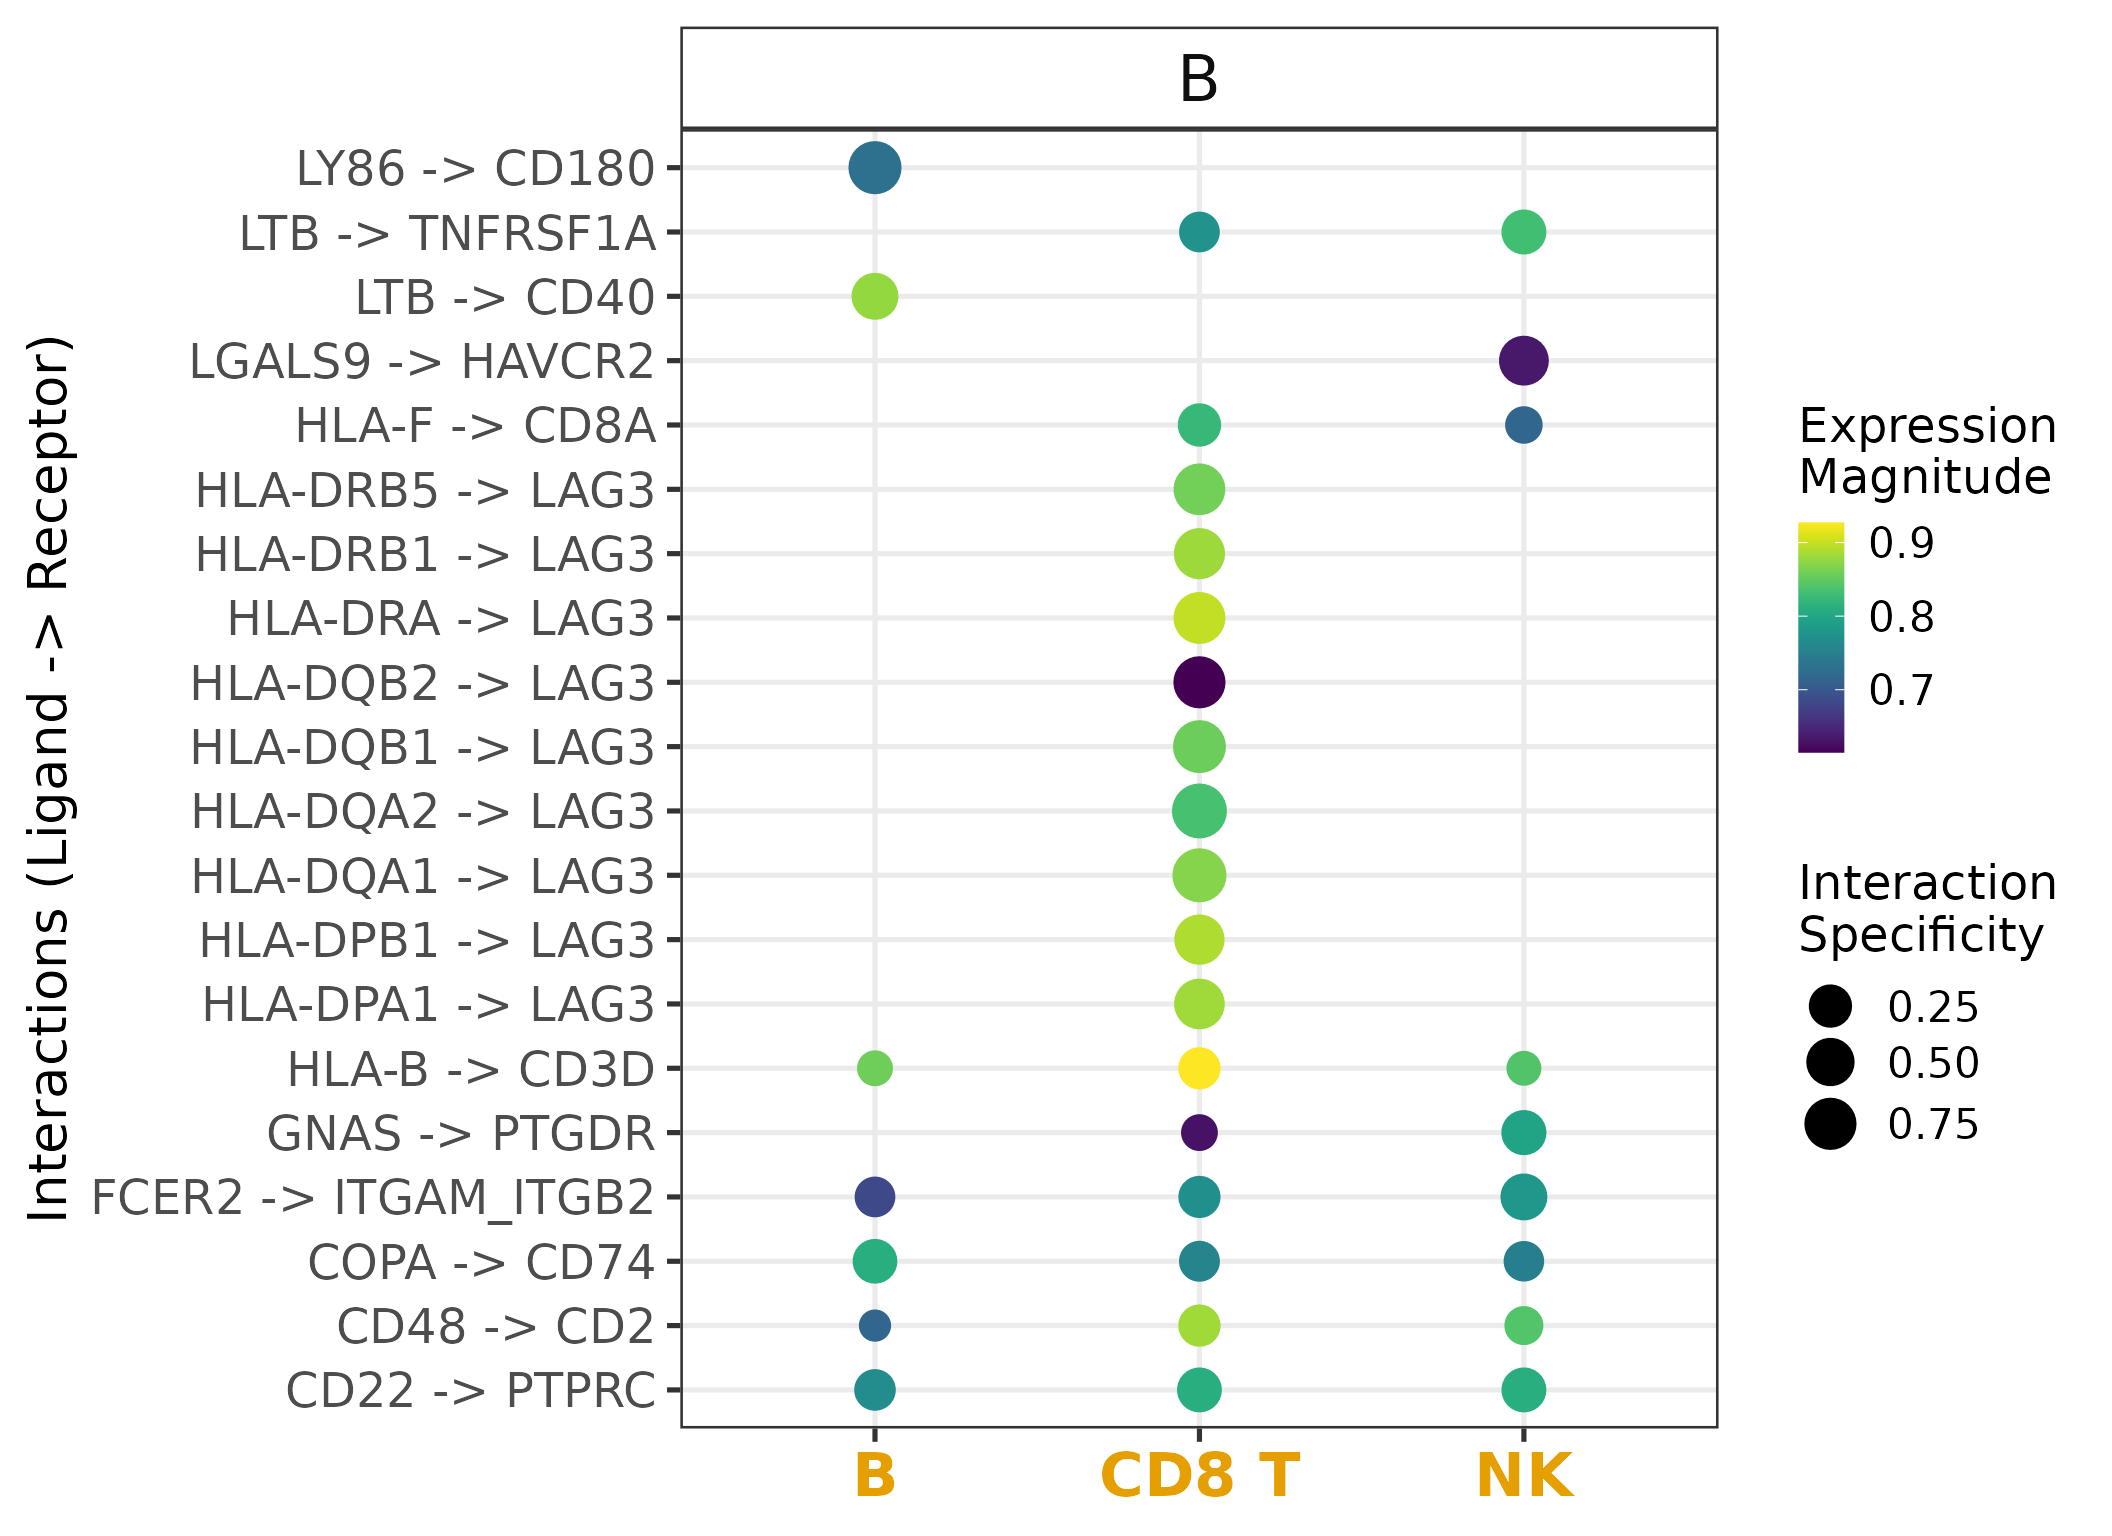 B
LY86 -> CD180
LTB -> TNFRSF1A
LTB -> CD40
LGALS9 -> HAVCR2
HLA-F -> CD8A
HLA-DRB5 -> LAG3
HLA-DRB1 -> LAG3
HLA-DRA -> LAG3
HLA-DQB2 -> LAG3
HLA-DQB1 -> LAG3
HLA-DQA2 -> LAG3
HLA-DQA1 -> LAG3
HLA-DPB1 -> LAG3
HLA-DPA1 -> LAG3
HLA-B -> CD3D
GNAS -> PTGDR
FCER2 -> ITGAM_ITGB2
COPA -> CD74
CD48 -> CD2
CD22 -> PTPRC
Interactions (Ligand -> Receptor)
B CD8 T NK
Expression
Magnitude
0.9
0.8
0.7
Interaction
Specificity
0.25
0.50
0.75